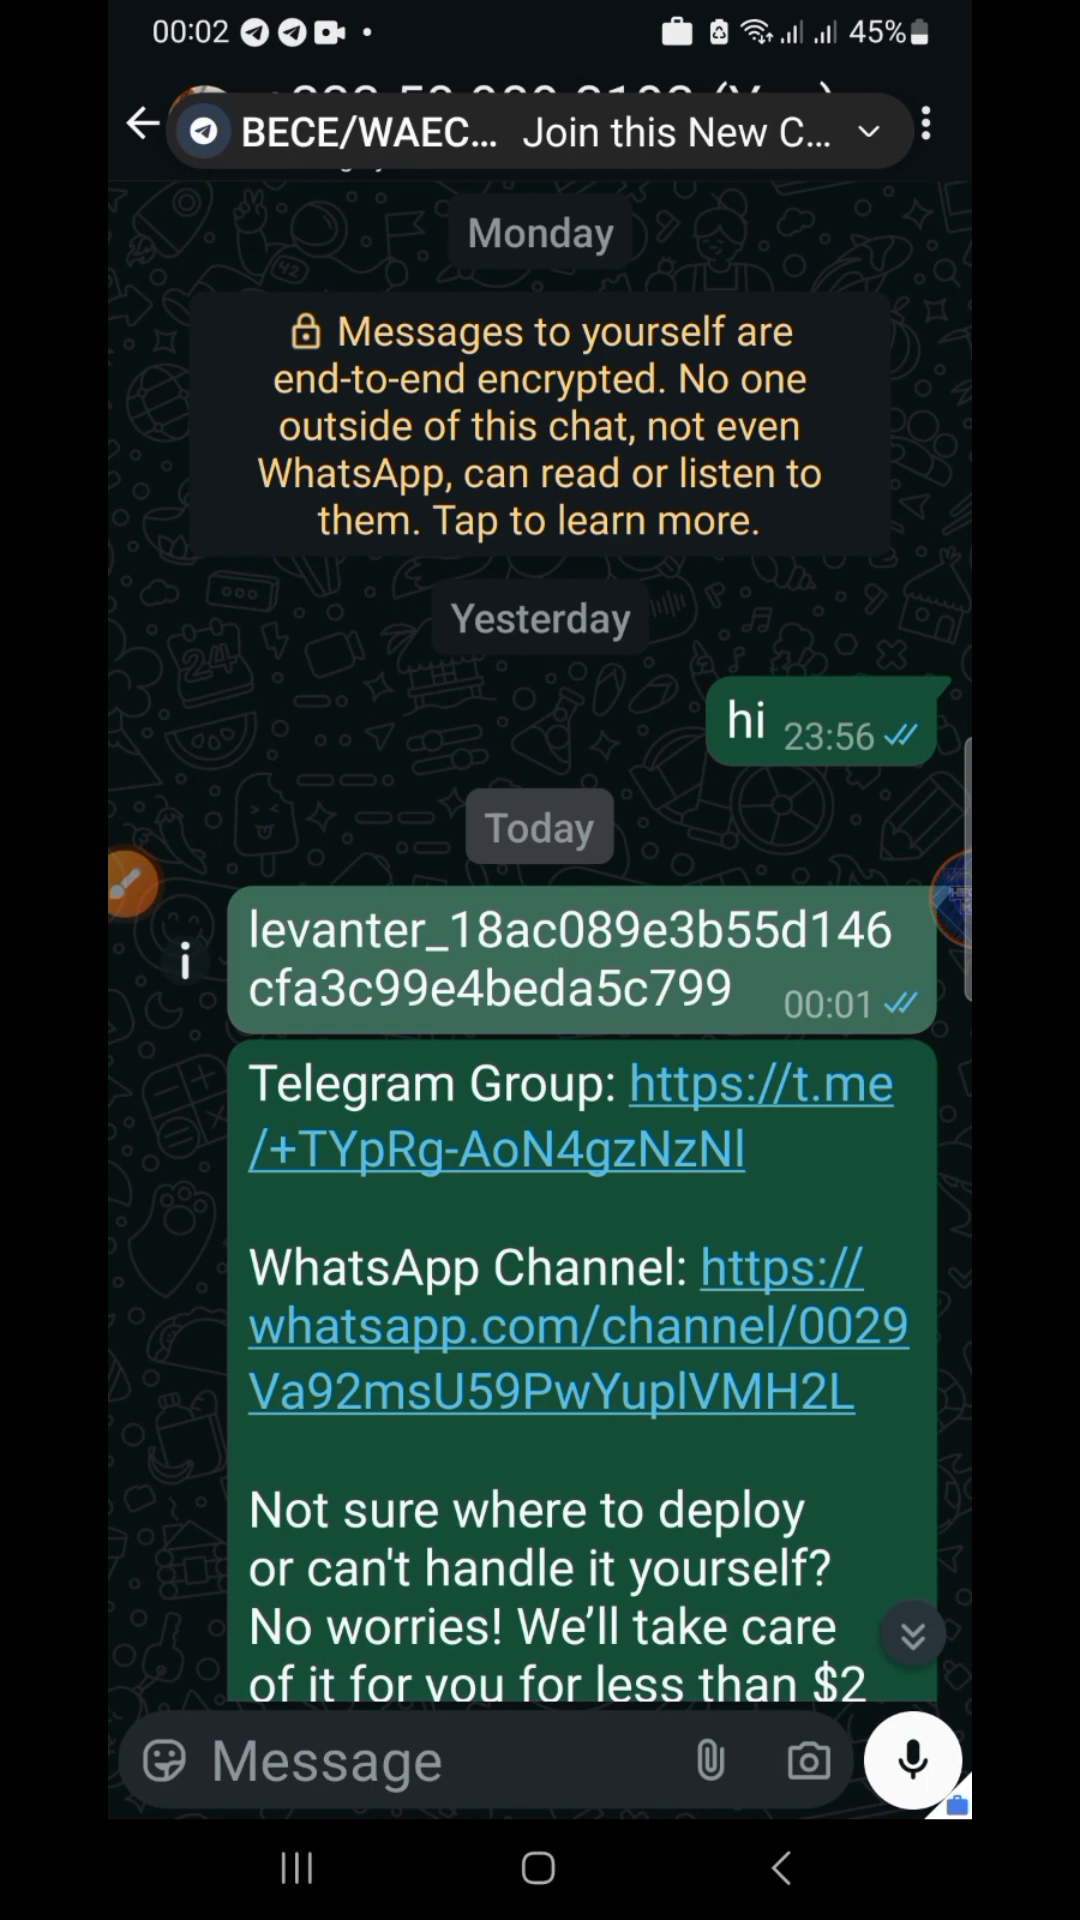 00:02
45%
BECE/WAEC... Join this New C...
Monday
Messages to yourself are
end-to-end encrypted. No one
outside of this chat, not even
WhatsApp, can read or listen to
them. Tap to learn more.
Yesterday
hi 23:56
Today
levanter_18ac089e3b55d146
cfa3c99e4beda5c799 00:01
Telegram Group: https://t.me
/+TYpRg-AoN4gzNzNl
WhatsApp Channel: https://
whatsapp.com/channel/0029
Va92msU59PwYuplVMH2L
Not sure where to deploy
or can't handle it yourself?
No worries! We’ll take care
of it for you for less than $2
Message